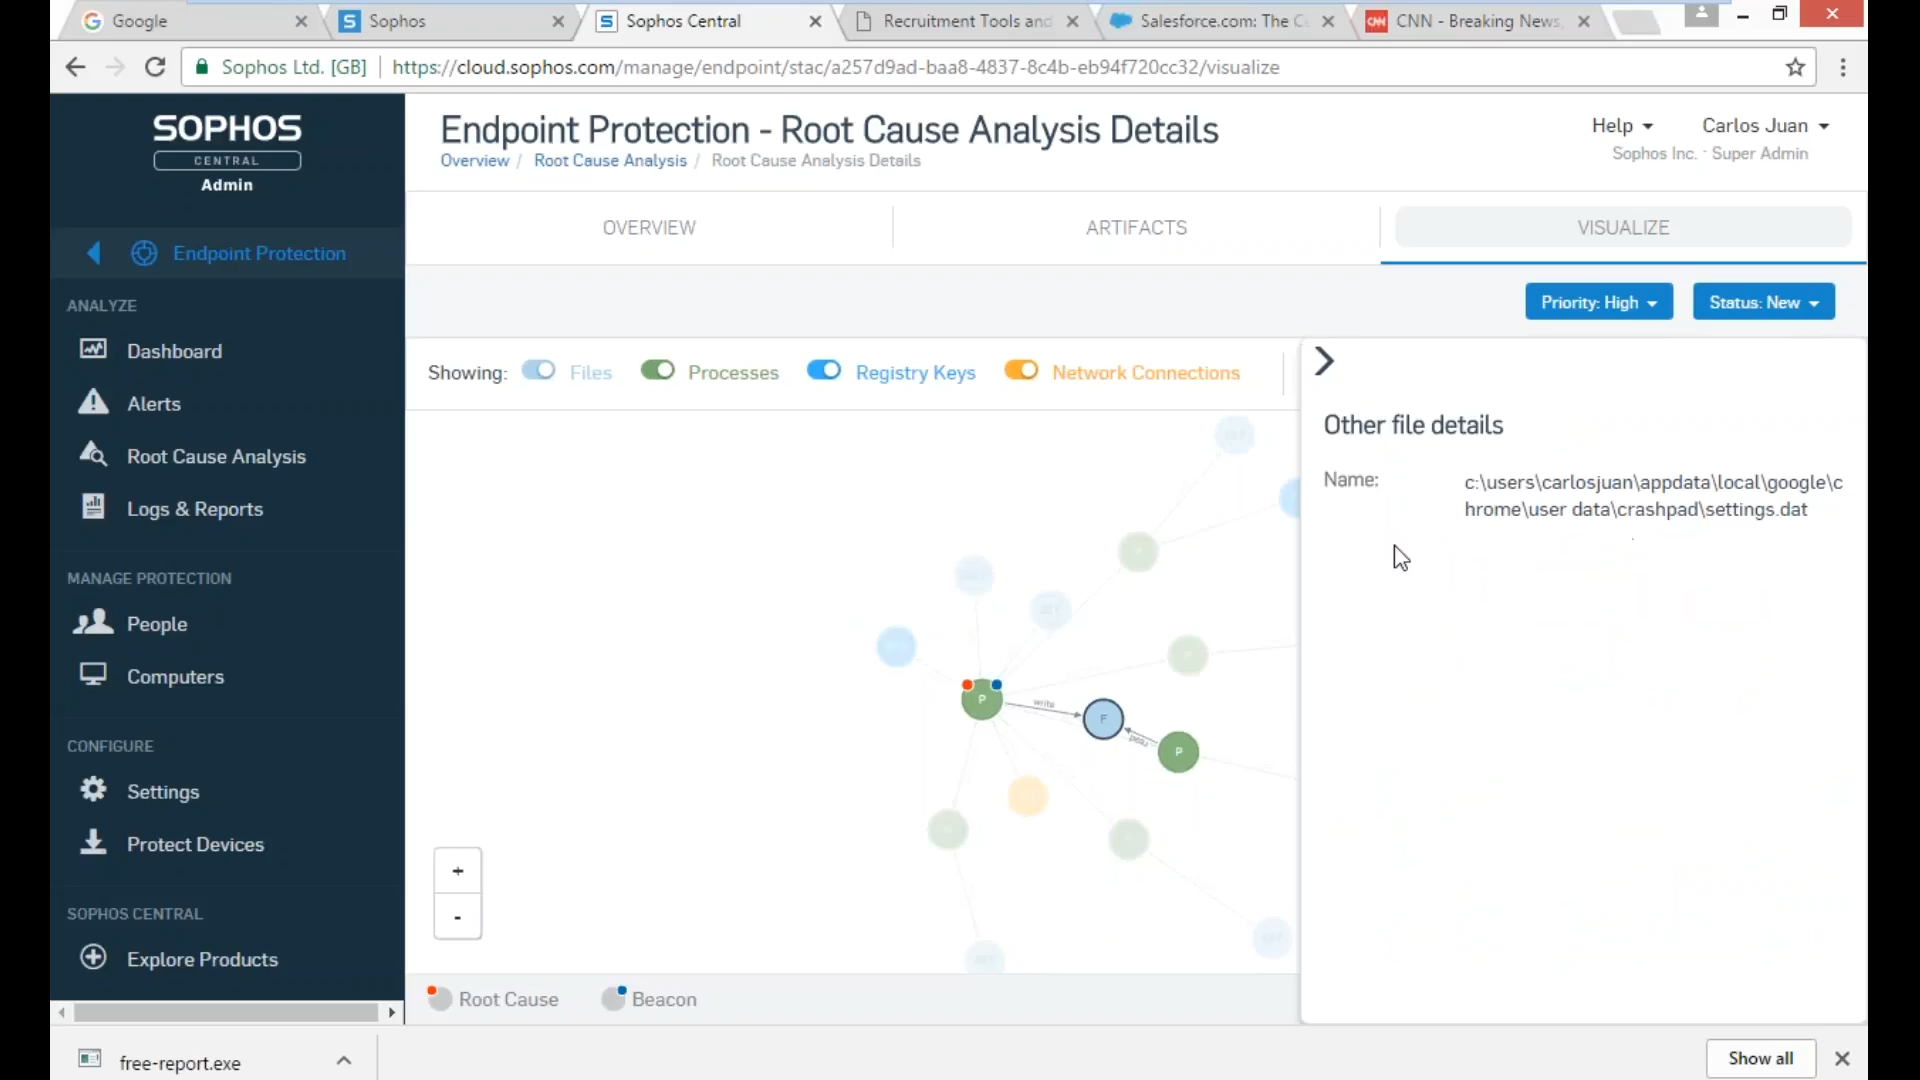 Google
Sophos
Sophos Central
Recruitment Tools and
Salesforce.com: The C
CNN - Breaking News,
Sophos Ltd. [GB]
https://cloud.sophos.com/manage/endpoint/stac/a257d9ad-baa8-4837-8c4b-eb94f720cc32/visualize
SOPHOS
CENTRAL
Admin
Endpoint Protection
ANALYZE
Dashboard
Alerts
Root Cause Analysis
Logs & Reports
MANAGE PROTECTION
People
Computers
CONFIGURE
Settings
Protect Devices
SOPHOS CENTRAL
Explore Products
Endpoint Protection - Root Cause Analysis Details
Overview / Root Cause Analysis / Root Cause Analysis Details
Help
Carlos Juan
Sophos Inc. · Super Admin
OVERVIEW
ARTIFACTS
VISUALIZE
Priority: High
Status: New
Showing:
Files
Processes
Registry Keys
Network Connections
P
write
F
read
P
+
-
Root Cause
Beacon
Other file details
Name:
c:\users\carlosjuan\appdata\local\google\c
hrome\user data\crashpad\settings.dat
free-report.exe
Show all